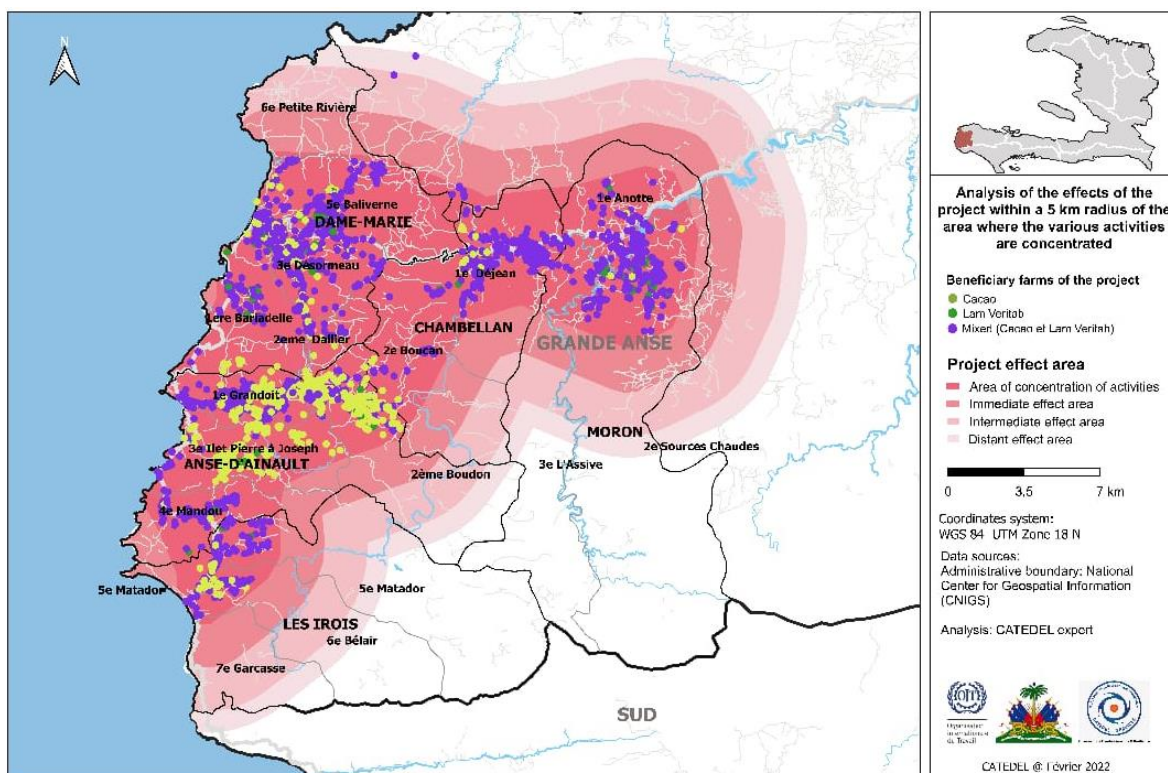 N
6e Petite Rivière
5e Baliverne
DAME-MARIE
1e Anotte
3e Désormeau
1e Déjean
1ere Bariadelle
CHAMBELLAN
2eme Dallier
2e Boucan
GRANDE ANSE
1e Grandoit
MORON
2e Sources Chaudes
3e Ilet Pierre à Joseph
ANSE-D'AINAULT
3e L'Assive
2ème Boudon
4e Mandou
5e Matador
5e Matador
LES IROIS
6e Bélair
7e Garcasse
SUD
Analysis of the effects of the
project within a 5 km radius of the
area where the various activities
are concentrated
Beneficiary farms of the project
Cacao
Lam Veritab
Mixed (Cacao et Lam Veritab)
Project effect area
Area of concentration of activities
Immediate effect area
Intermediate effect area
Distant effect area
0 3,5 7 km
Coordinates system:
WGS 84 UTM Zone 18 N
Data sources:
Administrative boundary: National
Center for Geospatial Information
(CNIGS)
Analysis: CATEDEL expert
Organisation
internationale
du Travail
CATEDEL @ Février 2022